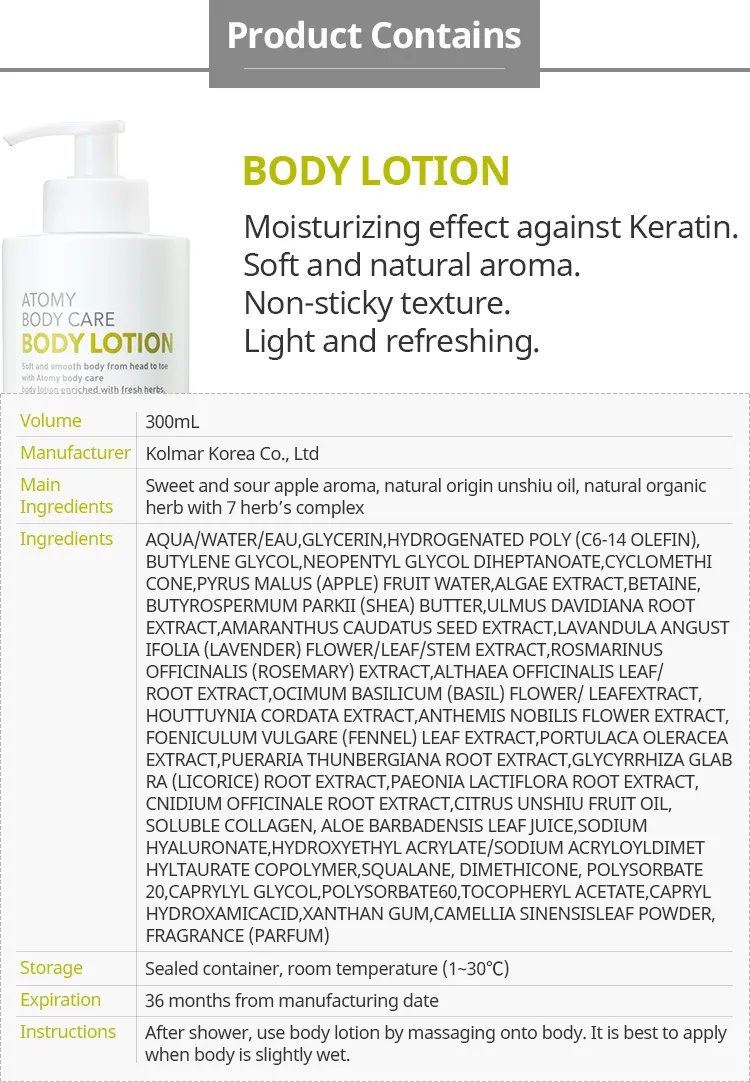 Product Contains
BODY LOTION
Moisturizing effect against Keratin.
Soft and natural aroma.
Non-sticky texture.
Light and refreshing.
ATOMY
BODY CARE
BODY LOTION
Soft and smooth body from head to toe
with Atomy body care
body lotion enriched with fresh herbs.
Volume 300mL
Manufacturer Kolmar Korea Co., Ltd
Main Ingredients Sweet and sour apple aroma, natural origin unshiu oil, natural organic
herb with 7 herb's complex
Ingredients AQUA/WATER/EAU,GLYCERIN,HYDROGENATED POLY (C6-14 OLEFIN),
BUTYLENE GLYCOL,NEOPENTYL GLYCOL DIHEPTANOATE,CYCLOMETHI
CONE,PYRUS MALUS (APPLE) FRUIT WATER,ALGAE EXTRACT,BETAINE,
BUTYROSPERMUM PARKII (SHEA) BUTTER,ULMUS DAVIDIANA ROOT
EXTRACT,AMARANTHUS CAUDATUS SEED EXTRACT,LAVANDULA ANGUST
IFOLIA (LAVENDER) FLOWER/LEAF/STEM EXTRACT,ROSMARINUS
OFFICINALIS (ROSEMARY) EXTRACT,ALTHAEA OFFICINALIS LEAF/
ROOT EXTRACT,OCIMUM BASILICUM (BASIL) FLOWER/ LEAFEXTRACT,
HOUTTUYNIA CORDATA EXTRACT,ANTHEMIS NOBILIS FLOWER EXTRACT,
FOENICULUM VULGARE (FENNEL) LEAF EXTRACT,PORTULACA OLERACEA
EXTRACT,PUERARIA THUNBERGIANA ROOT EXTRACT,GLYCYRRHIZA GLAB
RA (LICORICE) ROOT EXTRACT,PAEONIA LACTIFLORA ROOT EXTRACT,
CNIDIUM OFFICINALE ROOT EXTRACT,CITRUS UNSHIU FRUIT OIL,
SOLUBLE COLLAGEN, ALOE BARBADENSIS LEAF JUICE,SODIUM
HYALURONATE,HYDROXYETHYL ACRYLATE/SODIUM ACRYLOYLDIMET
HYLTAURATE COPOLYMER,SQUALANE, DIMETHICONE, POLYSORBATE
20,CAPRYLYL GLYCOL,POLYSORBATE60,TOCOPHERYL ACETATE,CAPRYL
HYDROXAMICACID,XANTHAN GUM,CAMELLIA SINENSISLEAF POWDER,
FRAGRANCE (PARFUM)
Storage Sealed container, room temperature (1~30℃)
Expiration 36 months from manufacturing date
Instructions After shower, use body lotion by massaging onto body. It is best to apply
when body is slightly wet.